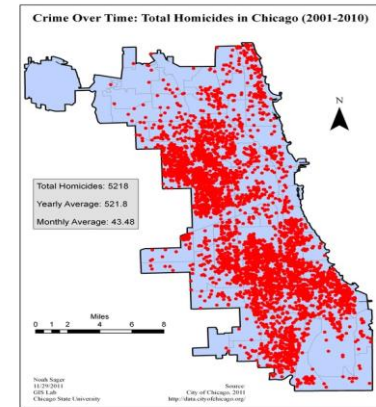 Crime Over Time: Total Homicides in Chicago (2001-2010)
N
Total Homicides: 5218
Yearly Average: 521.8
Monthly Average: 43.48
Miles
0 1 2 4 6 8
Noah Sager
11/29/2011
GIS Lab
Chicago State University
Source:
City of Chicago, 2011
http://data.cityofchicago.org/